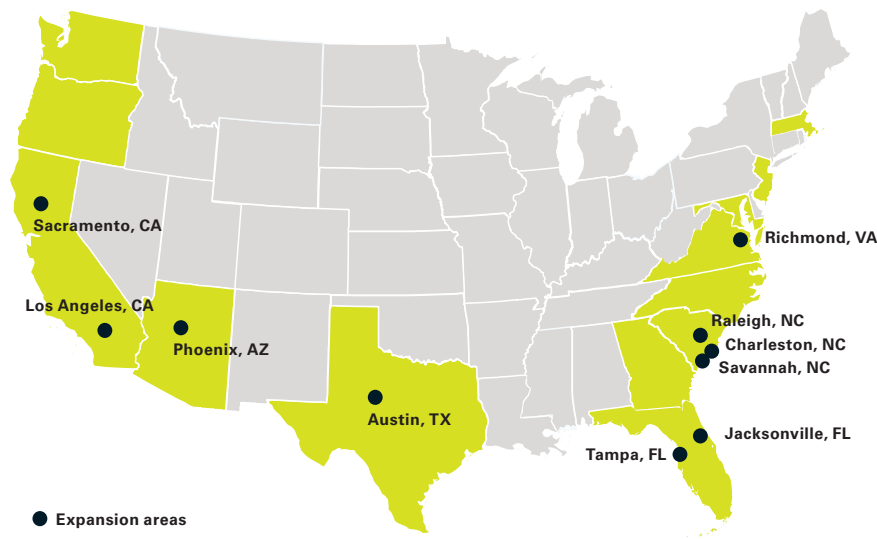 Sacramento, CA
Richmond, VA
Los Angeles, CA
Phoenix, AZ
Raleigh, NC
Charleston, NC
Savannah, NC
Austin, TX
Jacksonville, FL
Tampa, FL
Expansion areas